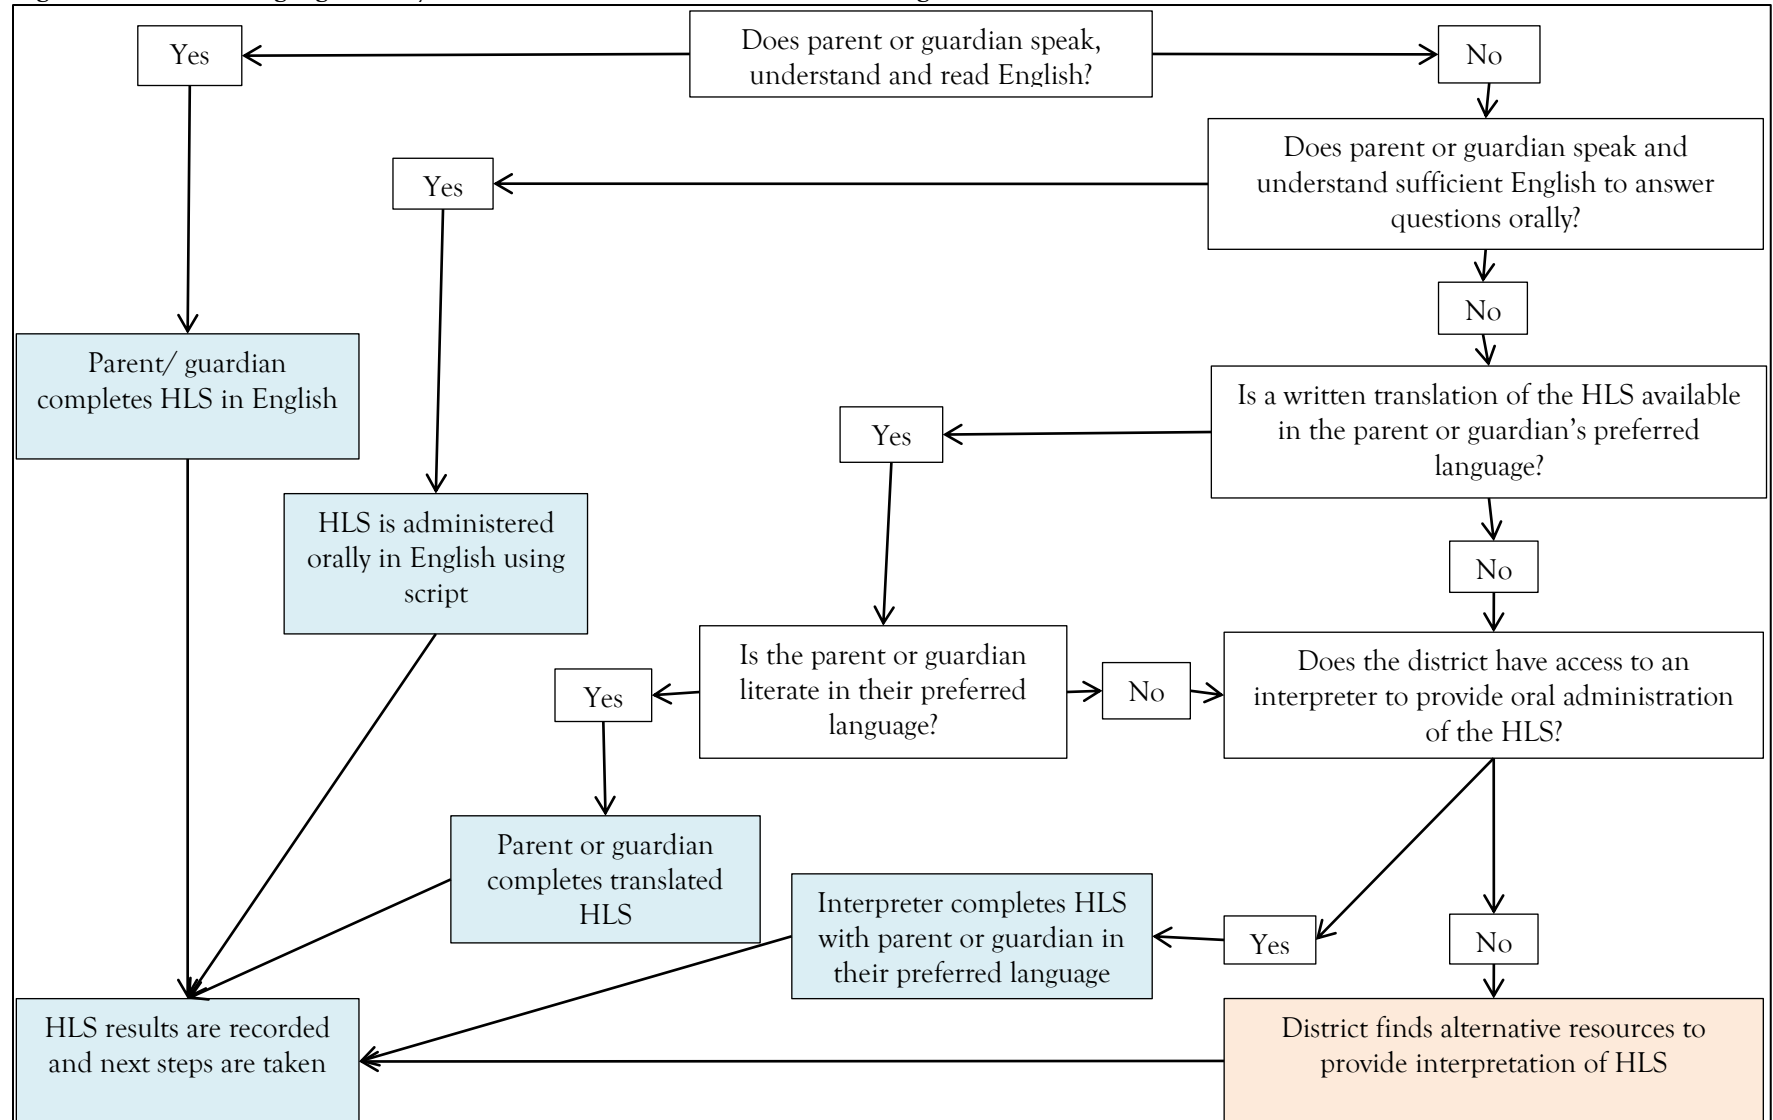 Yes
Does parent or guardian speak,
understand and read English?
No
Does parent or guardian speak and
understand sufficient English to answer
questions orally?
Yes
No
Parent/ guardian
completes HLS in English
Is a written translation of the HLS available
in the parent or guardian’s preferred
language?
Yes
HLS is administered
orally in English using
script
No
Is the parent or guardian
literate in their preferred
language?
Yes
No
Does the district have access to an
interpreter to provide oral administration
of the HLS?
Parent or guardian
completes translated
HLS
Interpreter completes HLS
with parent or guardian in
their preferred language
Yes
No
HLS results are recorded
and next steps are taken
District finds alternative resources to
provide interpretation of HLS